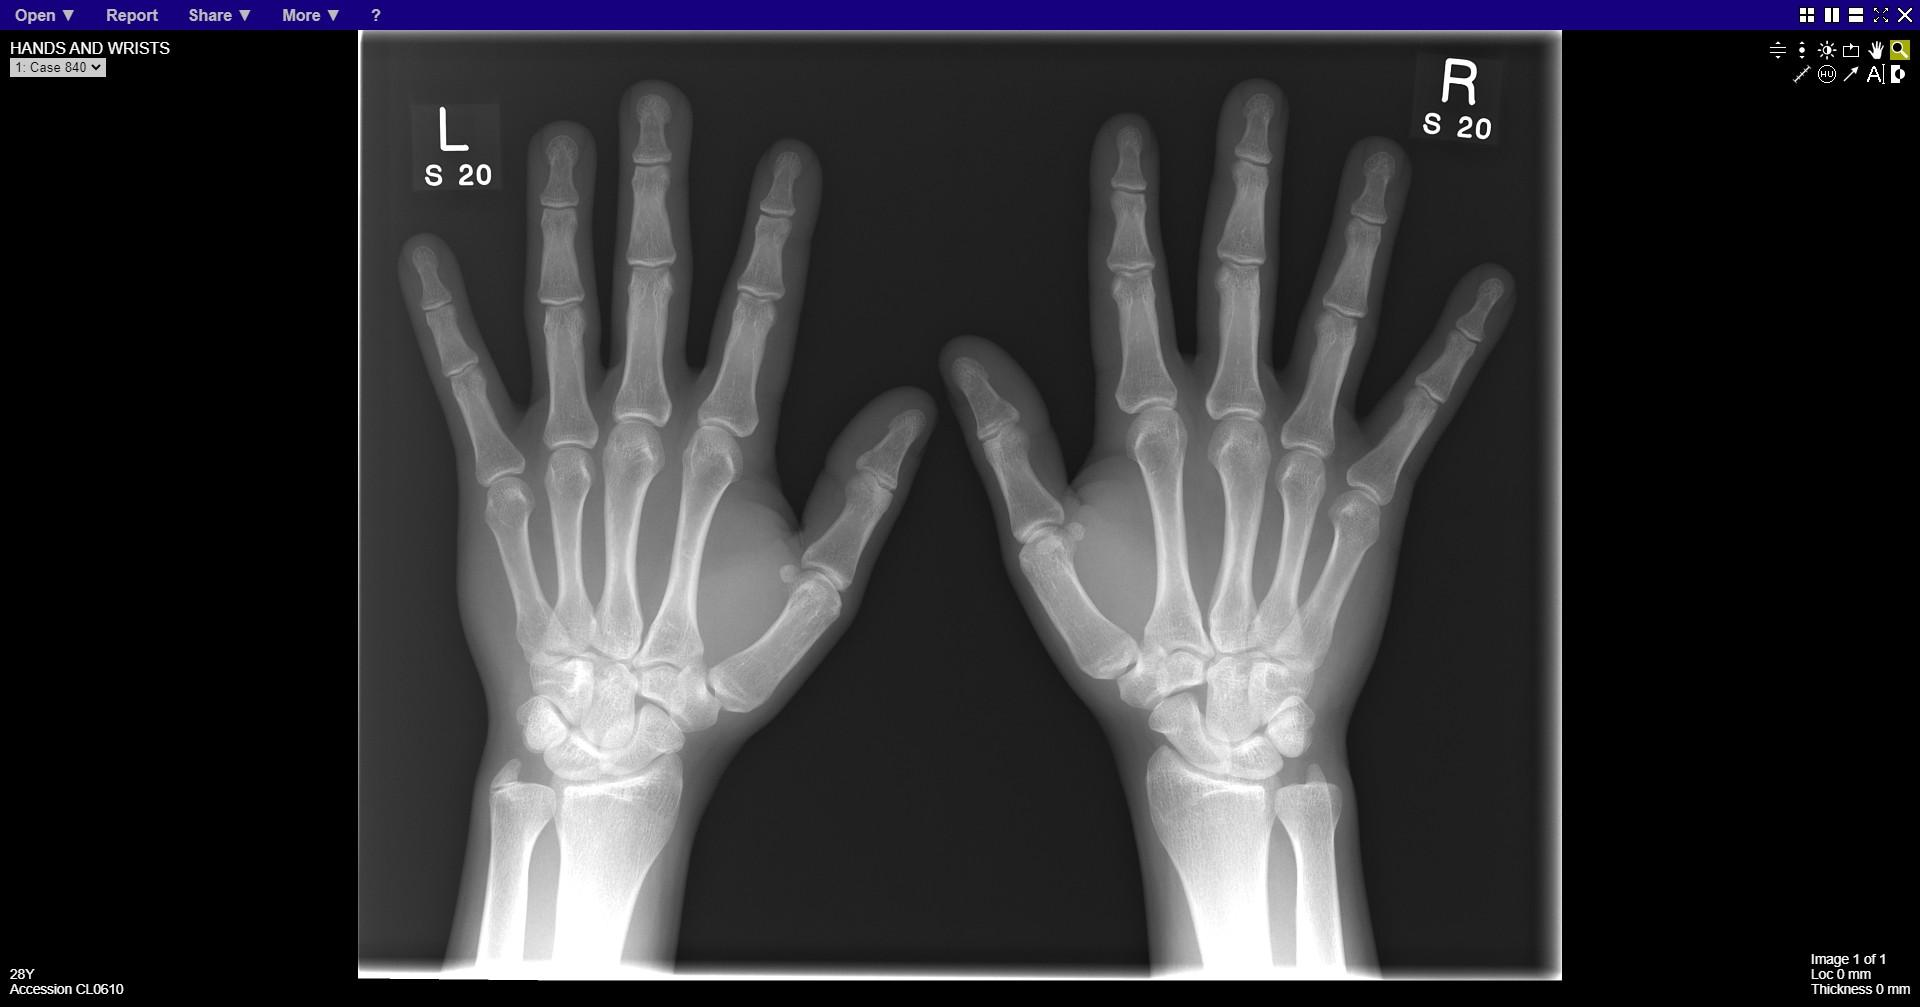 Open ▼ Report Share ▼ More ▼ ?
HANDS AND WRISTS
1: Case 840
L
S 20
R
S 20
HU
A
28Y
Accession CL0610
Image 1 of 1
Loc 0 mm
Thickness 0 mm